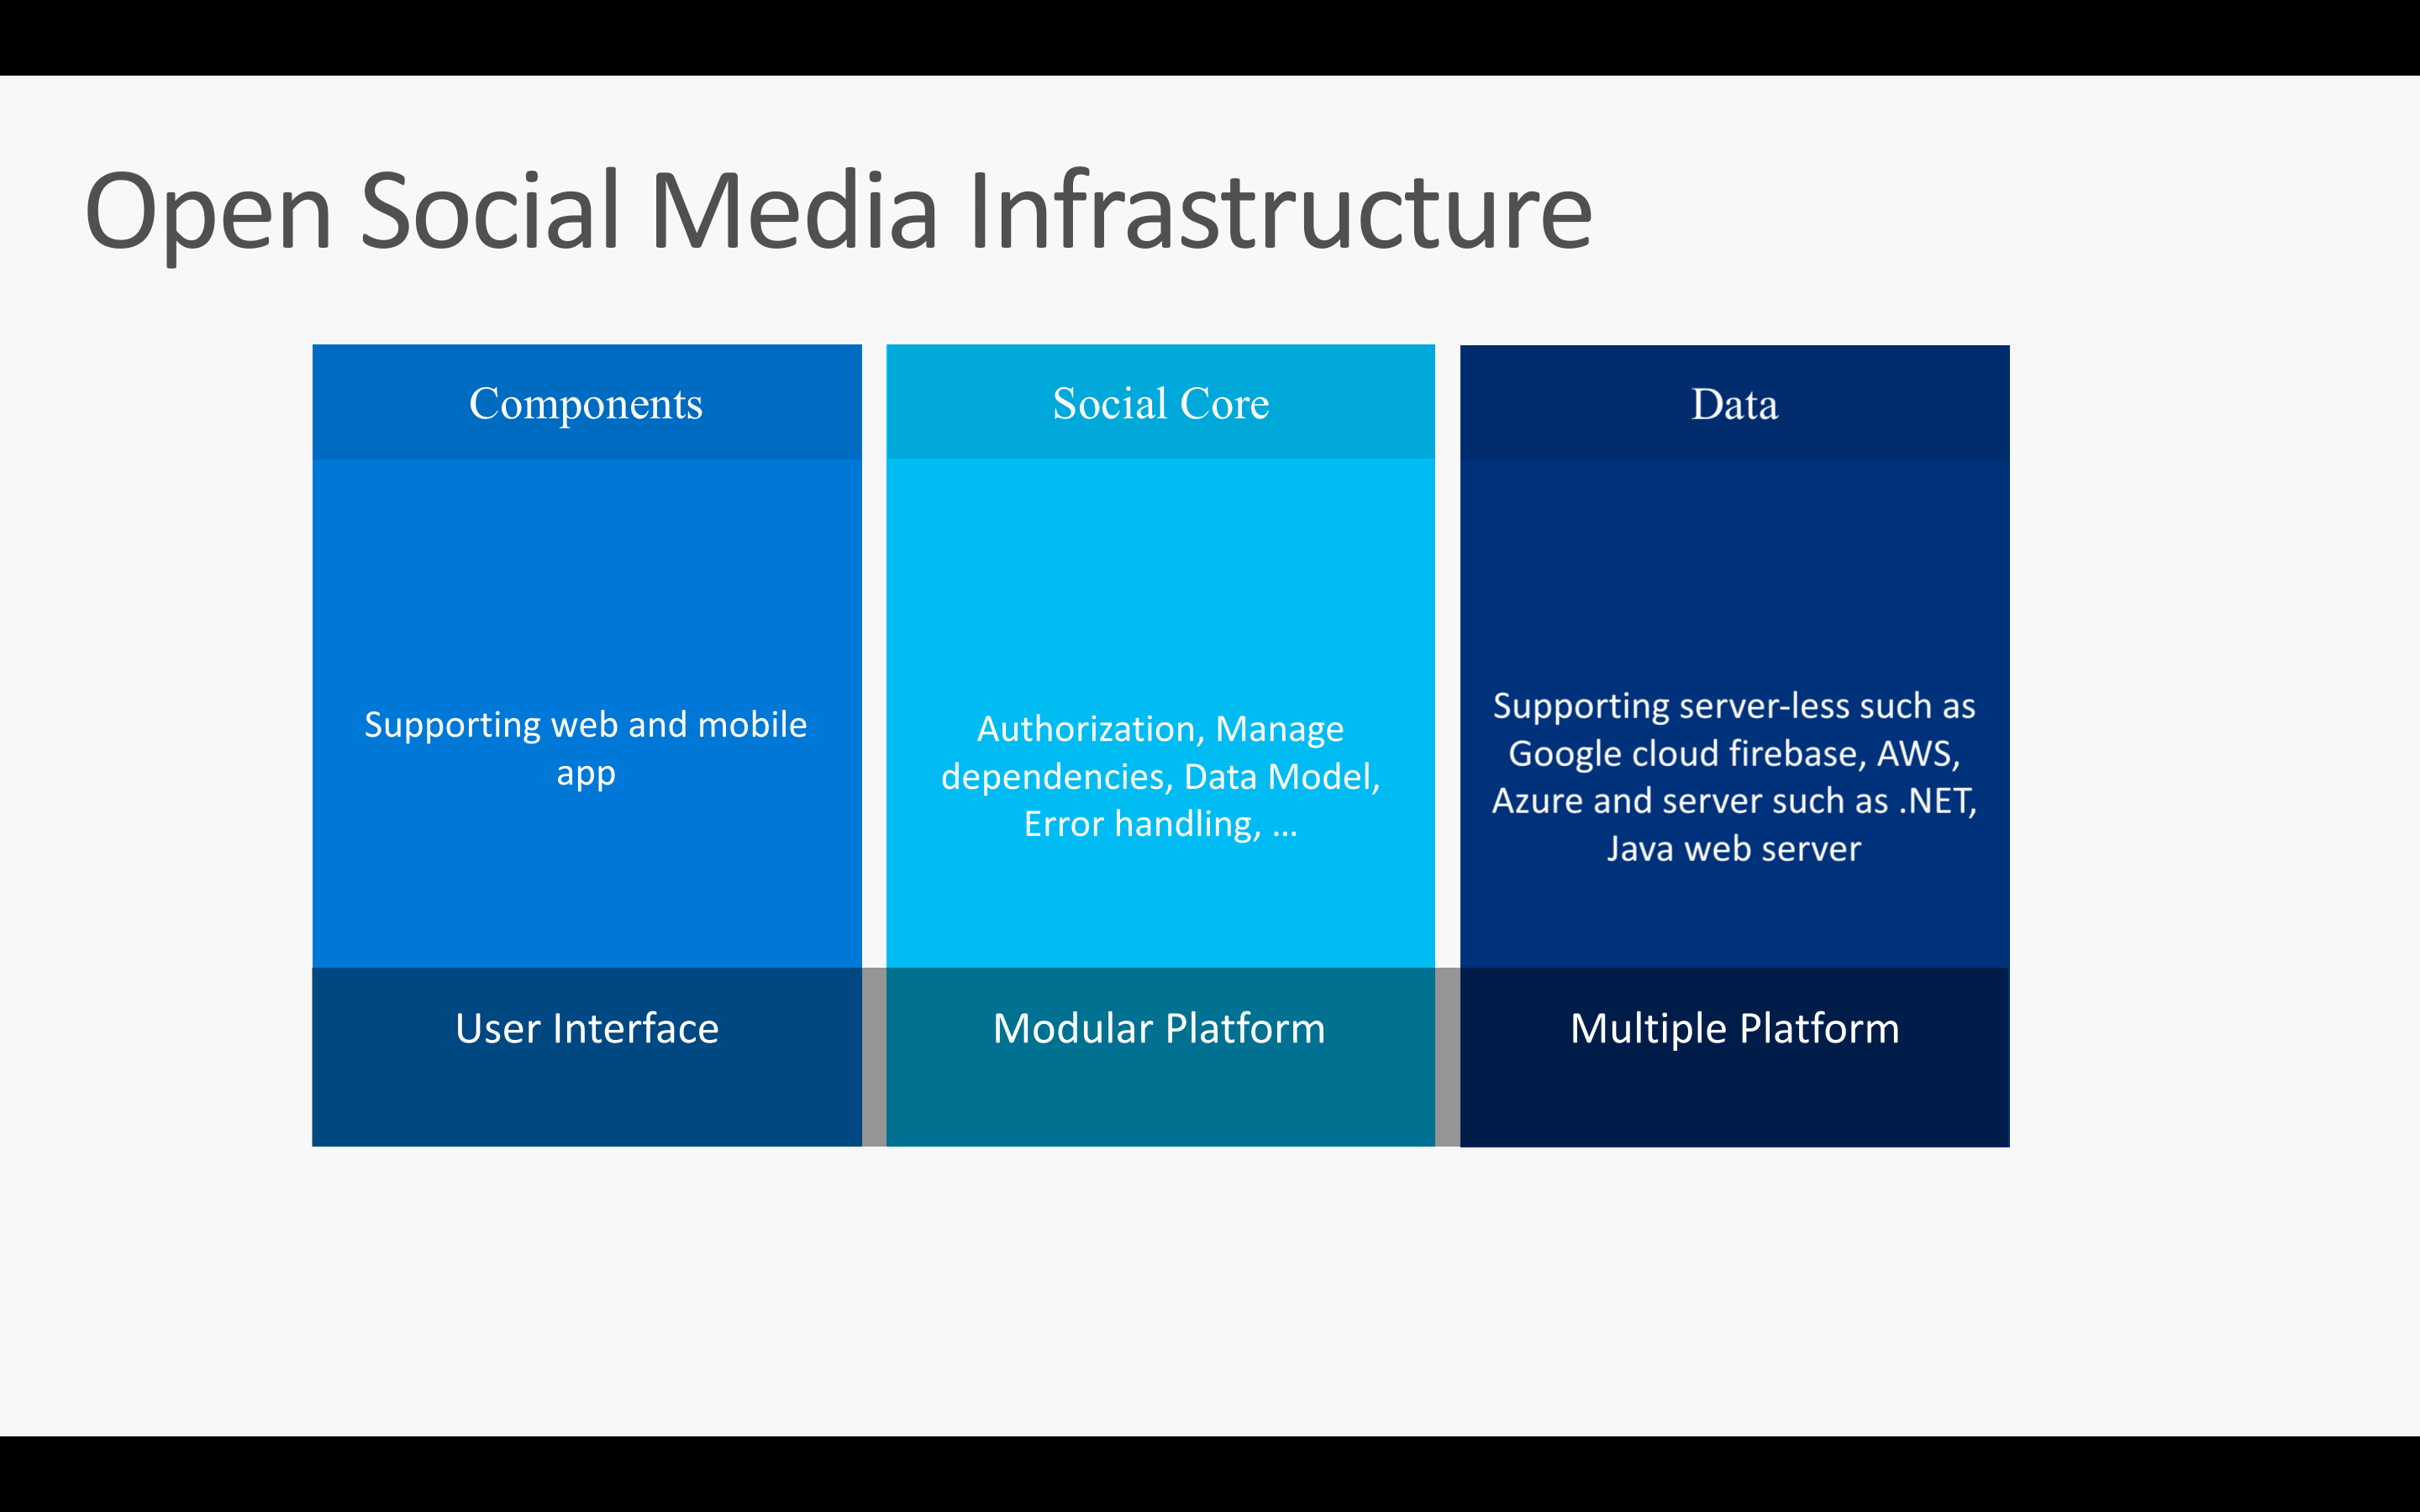 Open Social Media Infrastructure
Components
Supporting web and mobile
app
User Interface
Social Core
Authorization, Manage
dependencies, Data Model,
Error handling, ...
Modular Platform
Data
Supporting server-less such as
Google cloud firebase, AWS,
Azure and server such as .NET,
Java web server
Multiple Platform